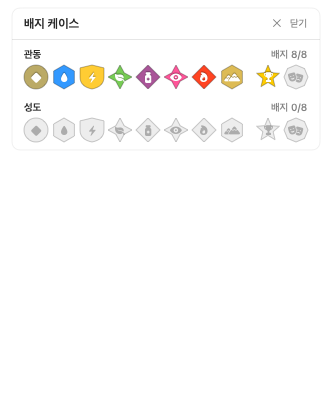 배지 케이스
닫기
관동
배지 8/8
성도
배지 0/8